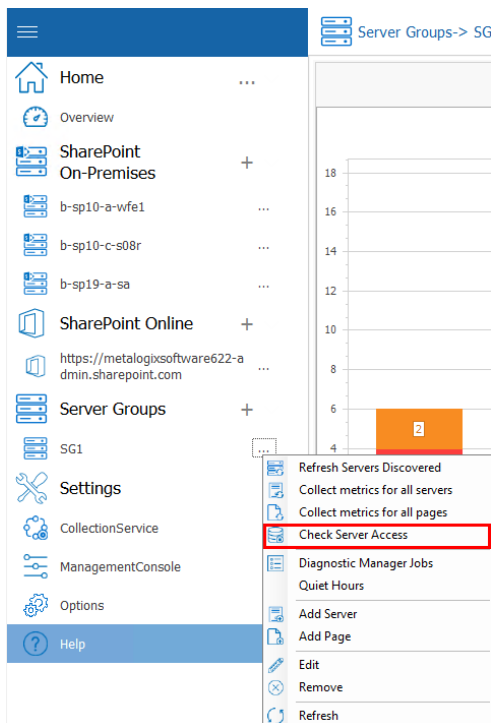 Server Groups-> SG
Home
...
Overview
SharePoint
On-Premises
+
b-sp10-a-wfe1
...
b-sp10-c-s08r
...
b-sp19-a-sa
...
SharePoint Online
+
https://metalogixsoftware622-a
dmin.sharepoint.com
...
Server Groups
+
SG1
...
Settings
CollectionService
ManagementConsole
Options
Help
18
16
14
12
10
8
6
4
2
Refresh Servers Discovered
Collect metrics for all servers
Collect metrics for all pages
Check Server Access
Diagnostic Manager Jobs
Quiet Hours
Add Server
Add Page
Edit
Remove
Refresh